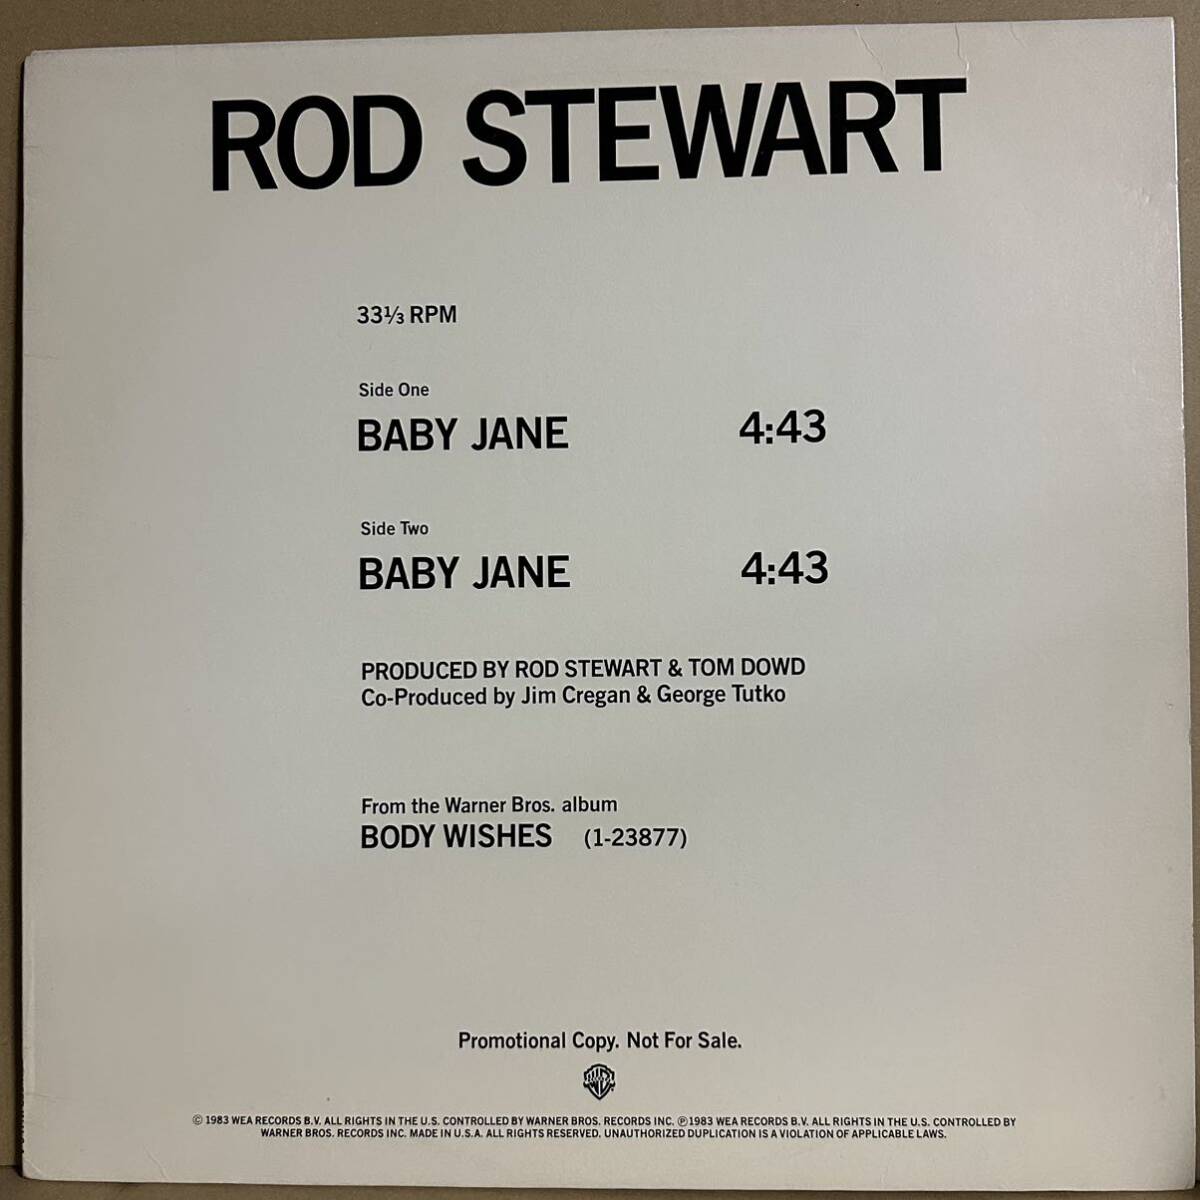 ROD STEWART
33⅓ RPM
Side One
BABY JANE 4:43
Side Two
BABY JANE 4:43
PRODUCED BY ROD STEWART & TOM DOWD
Co-Produced by Jim Cregan & George Tutko
From the Warner Bros. album
BODY WISHES (1-23877)
Promotional Copy. Not For Sale.
© 1983 WEA RECORDS B.V. ALL RIGHTS IN THE U.S. CONTROLLED BY WARNER BROS. RECORDS INC. ℗ 1983 WEA RECORDS B.V. ALL RIGHTS IN THE U.S. CONTROLLED BY
WARNER BROS. RECORDS INC. MADE IN U.S.A. ALL RIGHTS RESERVED. UNAUTHORIZED DUPLICATION IS A VIOLATION OF APPLICABLE LAWS.